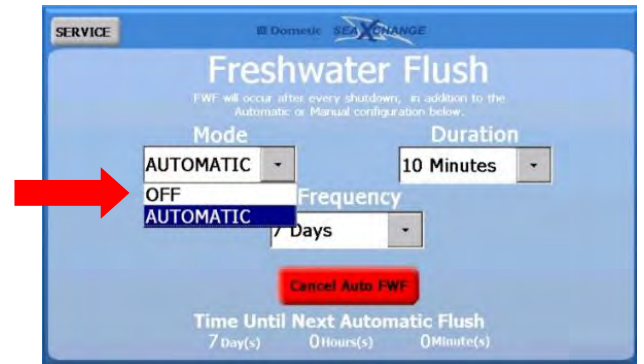 SERVICE
Dometic SEAXCHANGE
Freshwater Flush
FWF will occur after every shutdown, in addition to the
Automatic or Manual configuration below.
Mode Duration
AUTOMATIC 10 Minutes
OFF
AUTOMATIC
Frequency
7 Days
Cancel Auto FWF
Time Until Next Automatic Flush
7 Day(s) 0 Hours(s) 0 Minute(s)